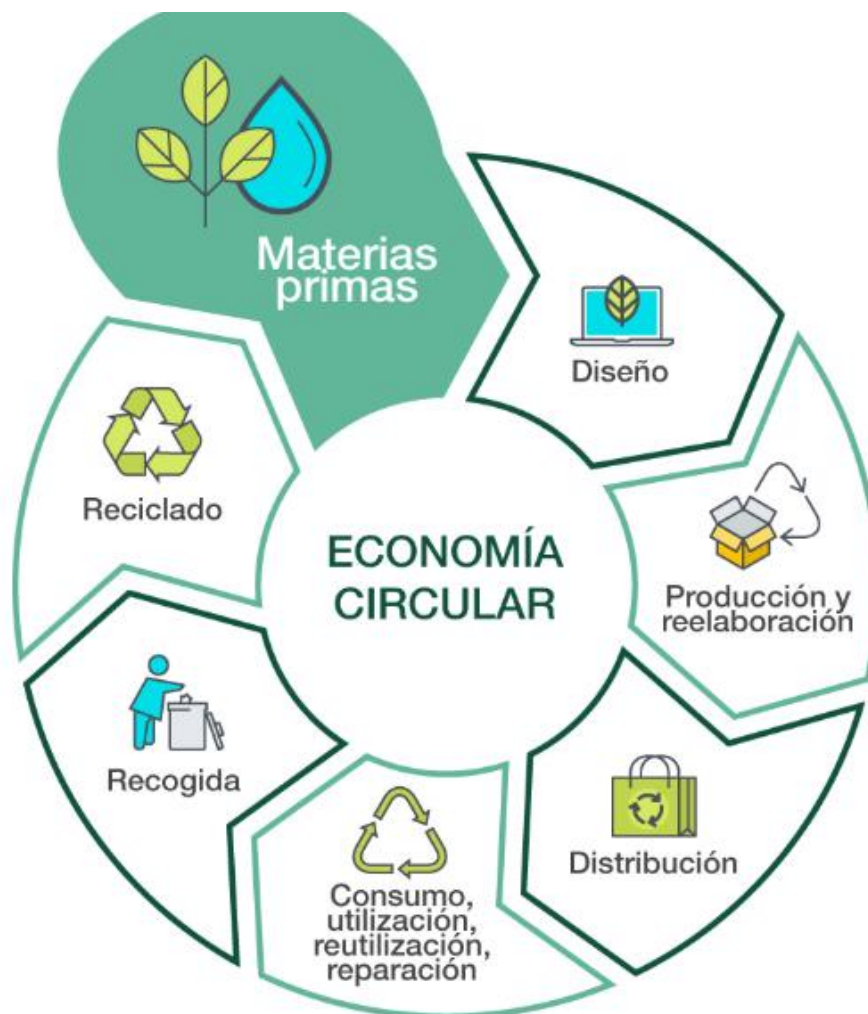 Materias
primas
Diseño
Producción y
reelaboración
Distribución
Consumo,
utilización,
reutilización,
reparación
Recogida
Reciclado
ECONOMÍA
CIRCULAR